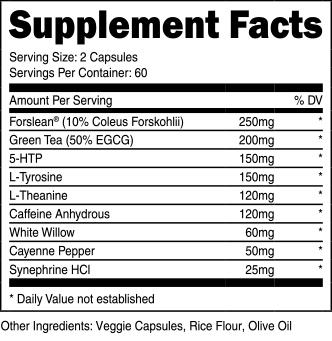 Supplement Facts
Serving Size: 2 Capsules
Servings Per Container: 60
Amount Per Serving % DV
Forslean® (10% Coleus Forskohlii) 250mg *
Green Tea (50% EGCG) 200mg *
5-HTP 150mg *
L-Tyrosine 150mg *
L-Theanine 120mg *
Caffeine Anhydrous 120mg *
White Willow 60mg *
Cayenne Pepper 50mg *
Synephrine HCl 25mg *
* Daily Value not established
Other Ingredients: Veggie Capsules, Rice Flour, Olive Oil